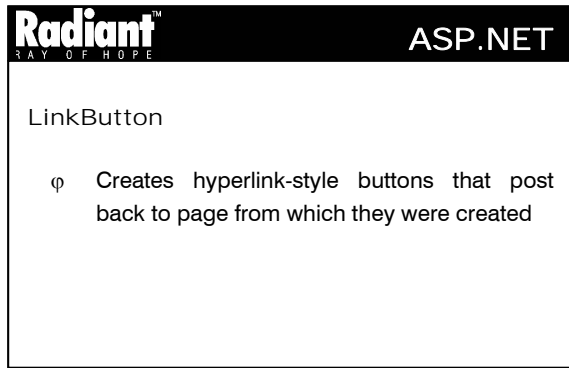 Radiant™
RAY OF HOPE
ASP.NET
LinkButton
φ Creates hyperlink-style buttons that post
back to page from which they were created